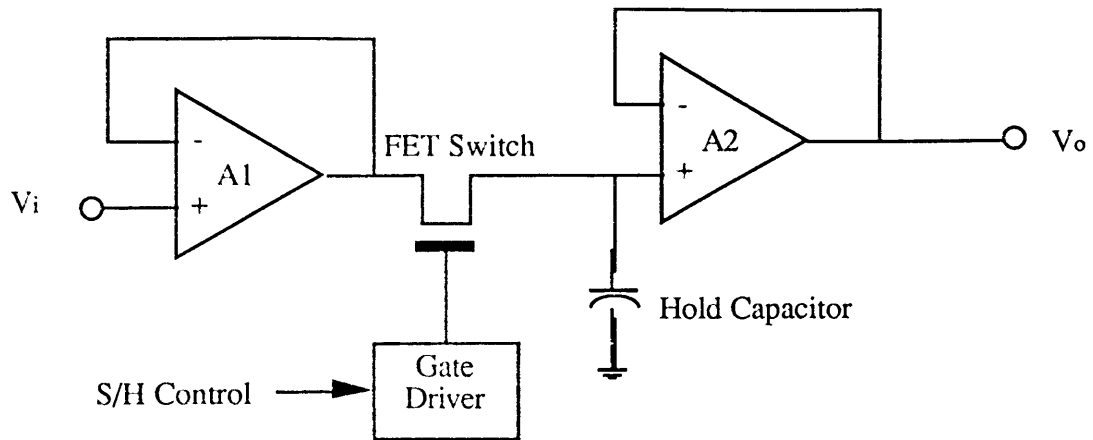 FET Switch
-
A1
+
Vi
-
A2
+
Vo
Hold Capacitor
Gate
Driver
S/H Control